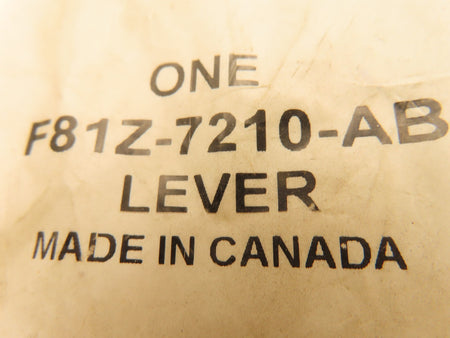 ONE
F81Z-7210-AB
LEVER
MADE IN CANADA